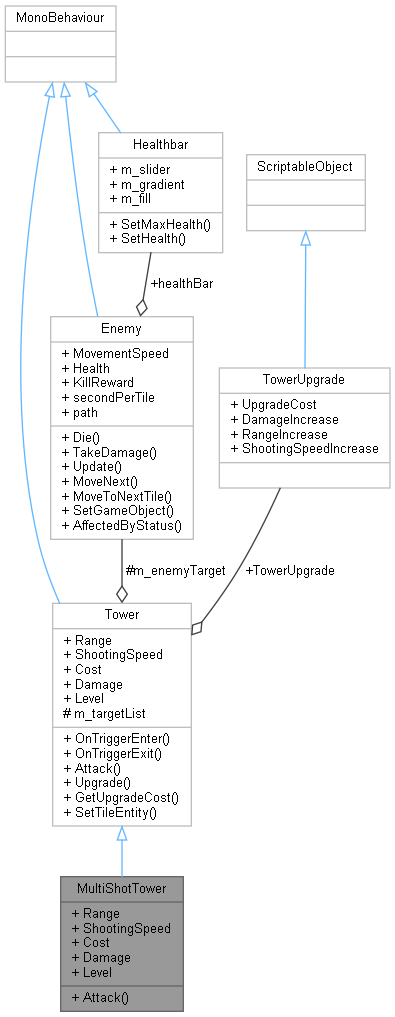 MonoBehaviour
Healthbar
+ m_slider
+ m_gradient
+ m_fill
+ SetMaxHealth()
+ SetHealth()
ScriptableObject
+healthBar
Enemy
+ MovementSpeed
+ Health
+ KillReward
+ secondPerTile
+ path
+ Die()
+ TakeDamage()
+ Update()
+ MoveNext()
+ MoveToNextTile()
+ SetGameObject()
+ AffectedByStatus()
TowerUpgrade
+ UpgradeCost
+ DamageIncrease
+ RangeIncrease
+ ShootingSpeedIncrease
#m_enemyTarget
+TowerUpgrade
Tower
+ Range
+ ShootingSpeed
+ Cost
+ Damage
+ Level
# m_targetList
+ OnTriggerEnter()
+ OnTriggerExit()
+ Attack()
+ Upgrade()
+ GetUpgradeCost()
+ SetTileEntity()
MultiShotTower
+ Range
+ ShootingSpeed
+ Cost
+ Damage
+ Level
+ Attack()